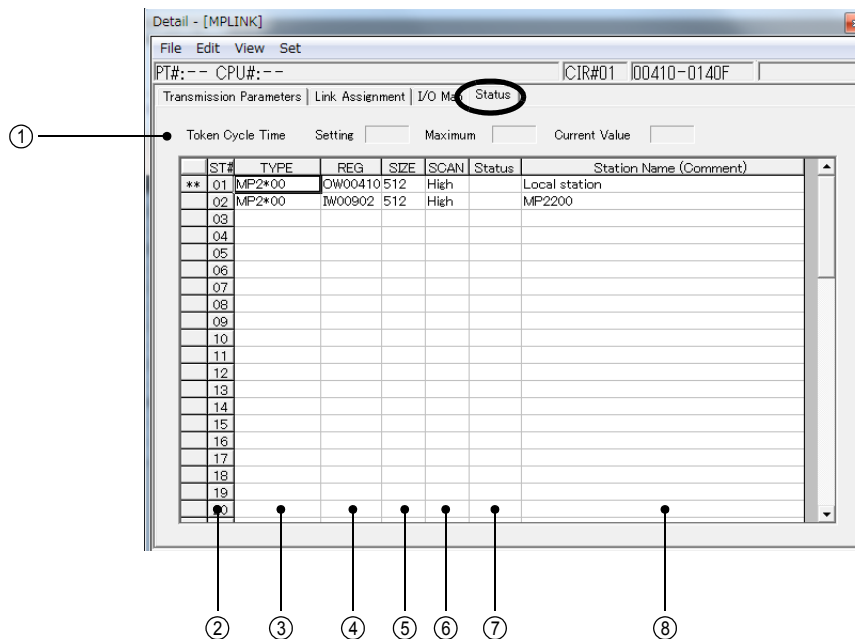 Detail - [MPLINK]
File Edit View Set
PT#:-- CPU#:-- CIR#01 00410-0140F
Transmission Parameters Link Assignment I/O Map Status
① Token Cycle Time Setting Maximum Current Value
ST# TYPE REG SIZE SCAN Status Station Name (Comment)
** 01 MP2*00 OW00410 512 High Local station
02 MP2*00 IW00902 512 High MP2200
03
04
05
06
07
08
09
10
11
12
13
14
15
16
17
18
19
② ③ ④ ⑤ ⑥ ⑦ ⑧